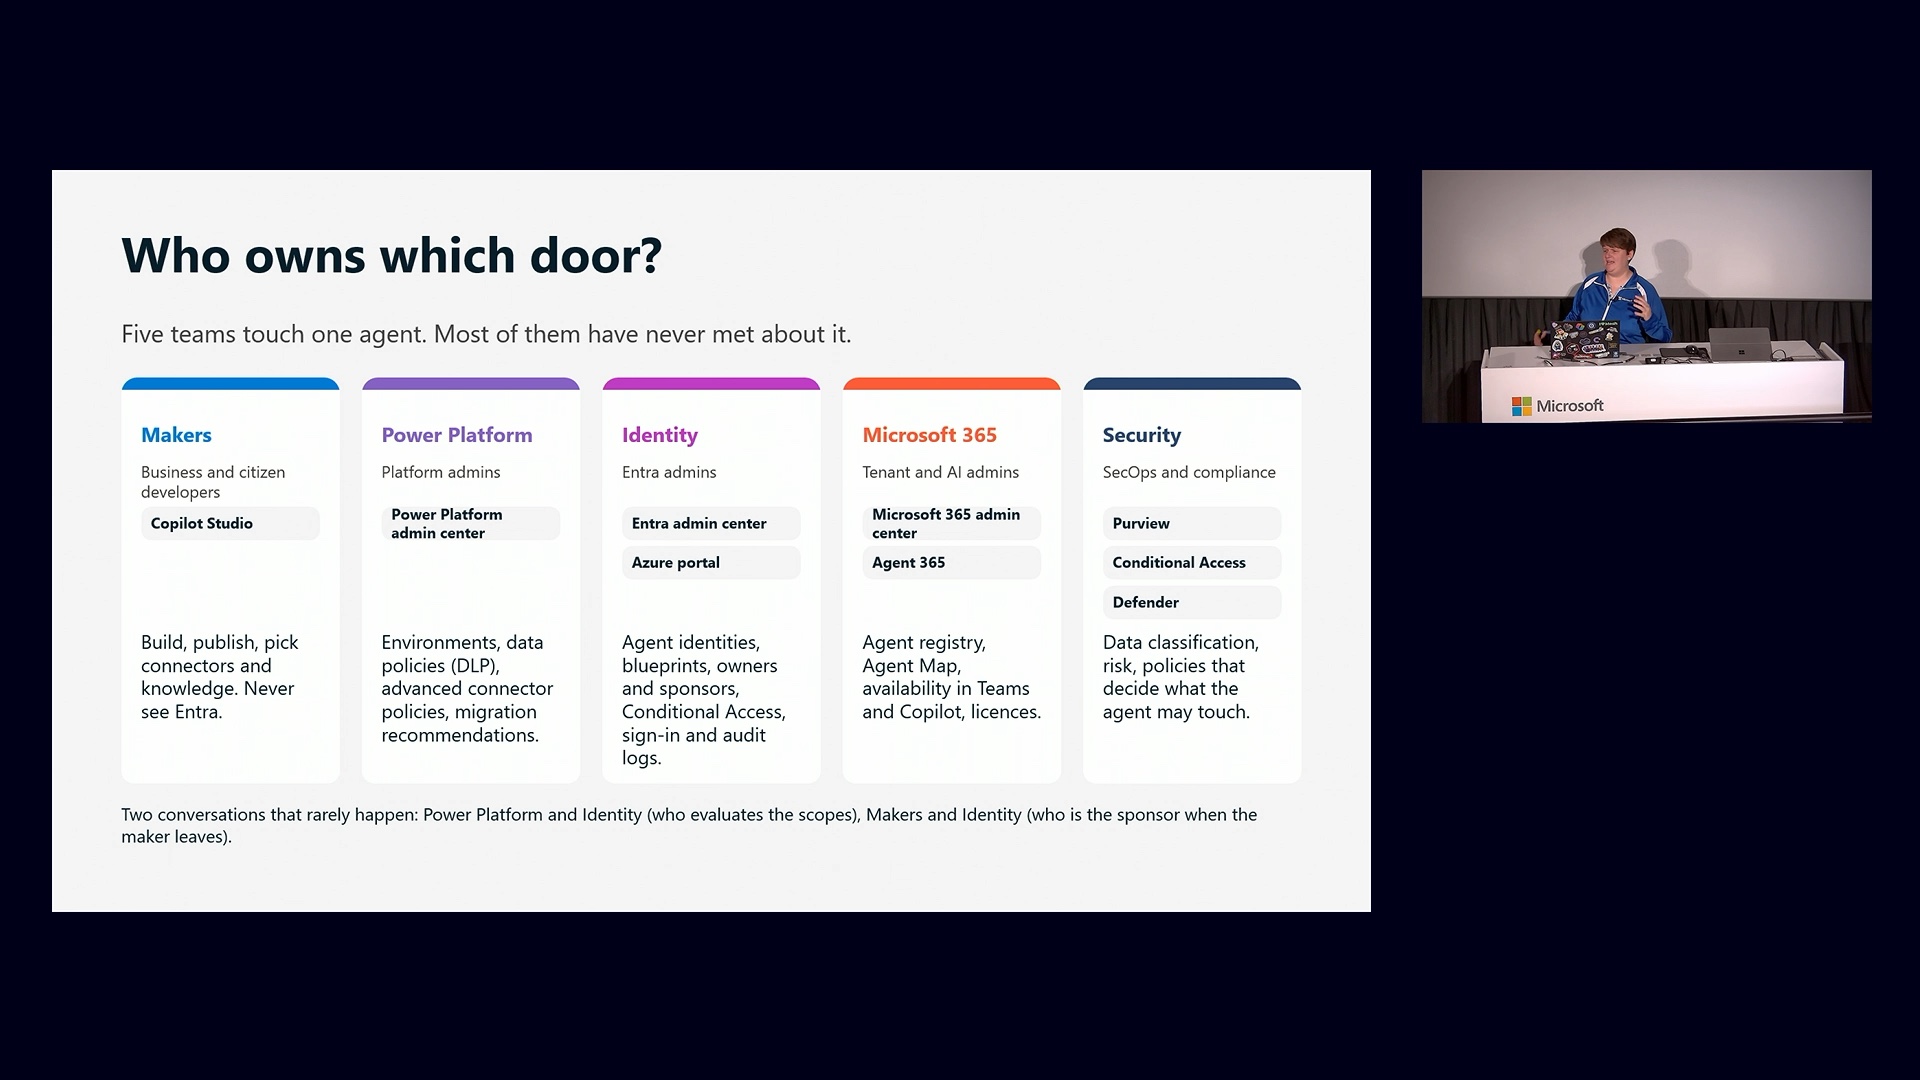 Who owns which door?
Five teams touch one agent. Most of them have never met about it.
Makers
Business and citizen
developers
Copilot Studio
Build, publish, pick
connectors and
knowledge. Never
see Entra.
Power Platform
Platform admins
Power Platform
admin center
Environments, data
policies (DLP),
advanced connector
policies, migration
recommendations.
Identity
Entra admins
Entra admin center
Azure portal
Agent identities,
blueprints, owners
and sponsors,
Conditional Access,
sign-in and audit
logs.
Microsoft 365
Tenant and AI admins
Microsoft 365 admin
center
Agent 365
Agent registry,
Agent Map,
availability in Teams
and Copilot, licences.
Security
SecOps and compliance
Purview
Conditional Access
Defender
Data classification,
risk, policies that
decide what the
agent may touch.
Two conversations that rarely happen: Power Platform and Identity (who evaluates the scopes), Makers and Identity (who is the sponsor when the
maker leaves).
Microsoft